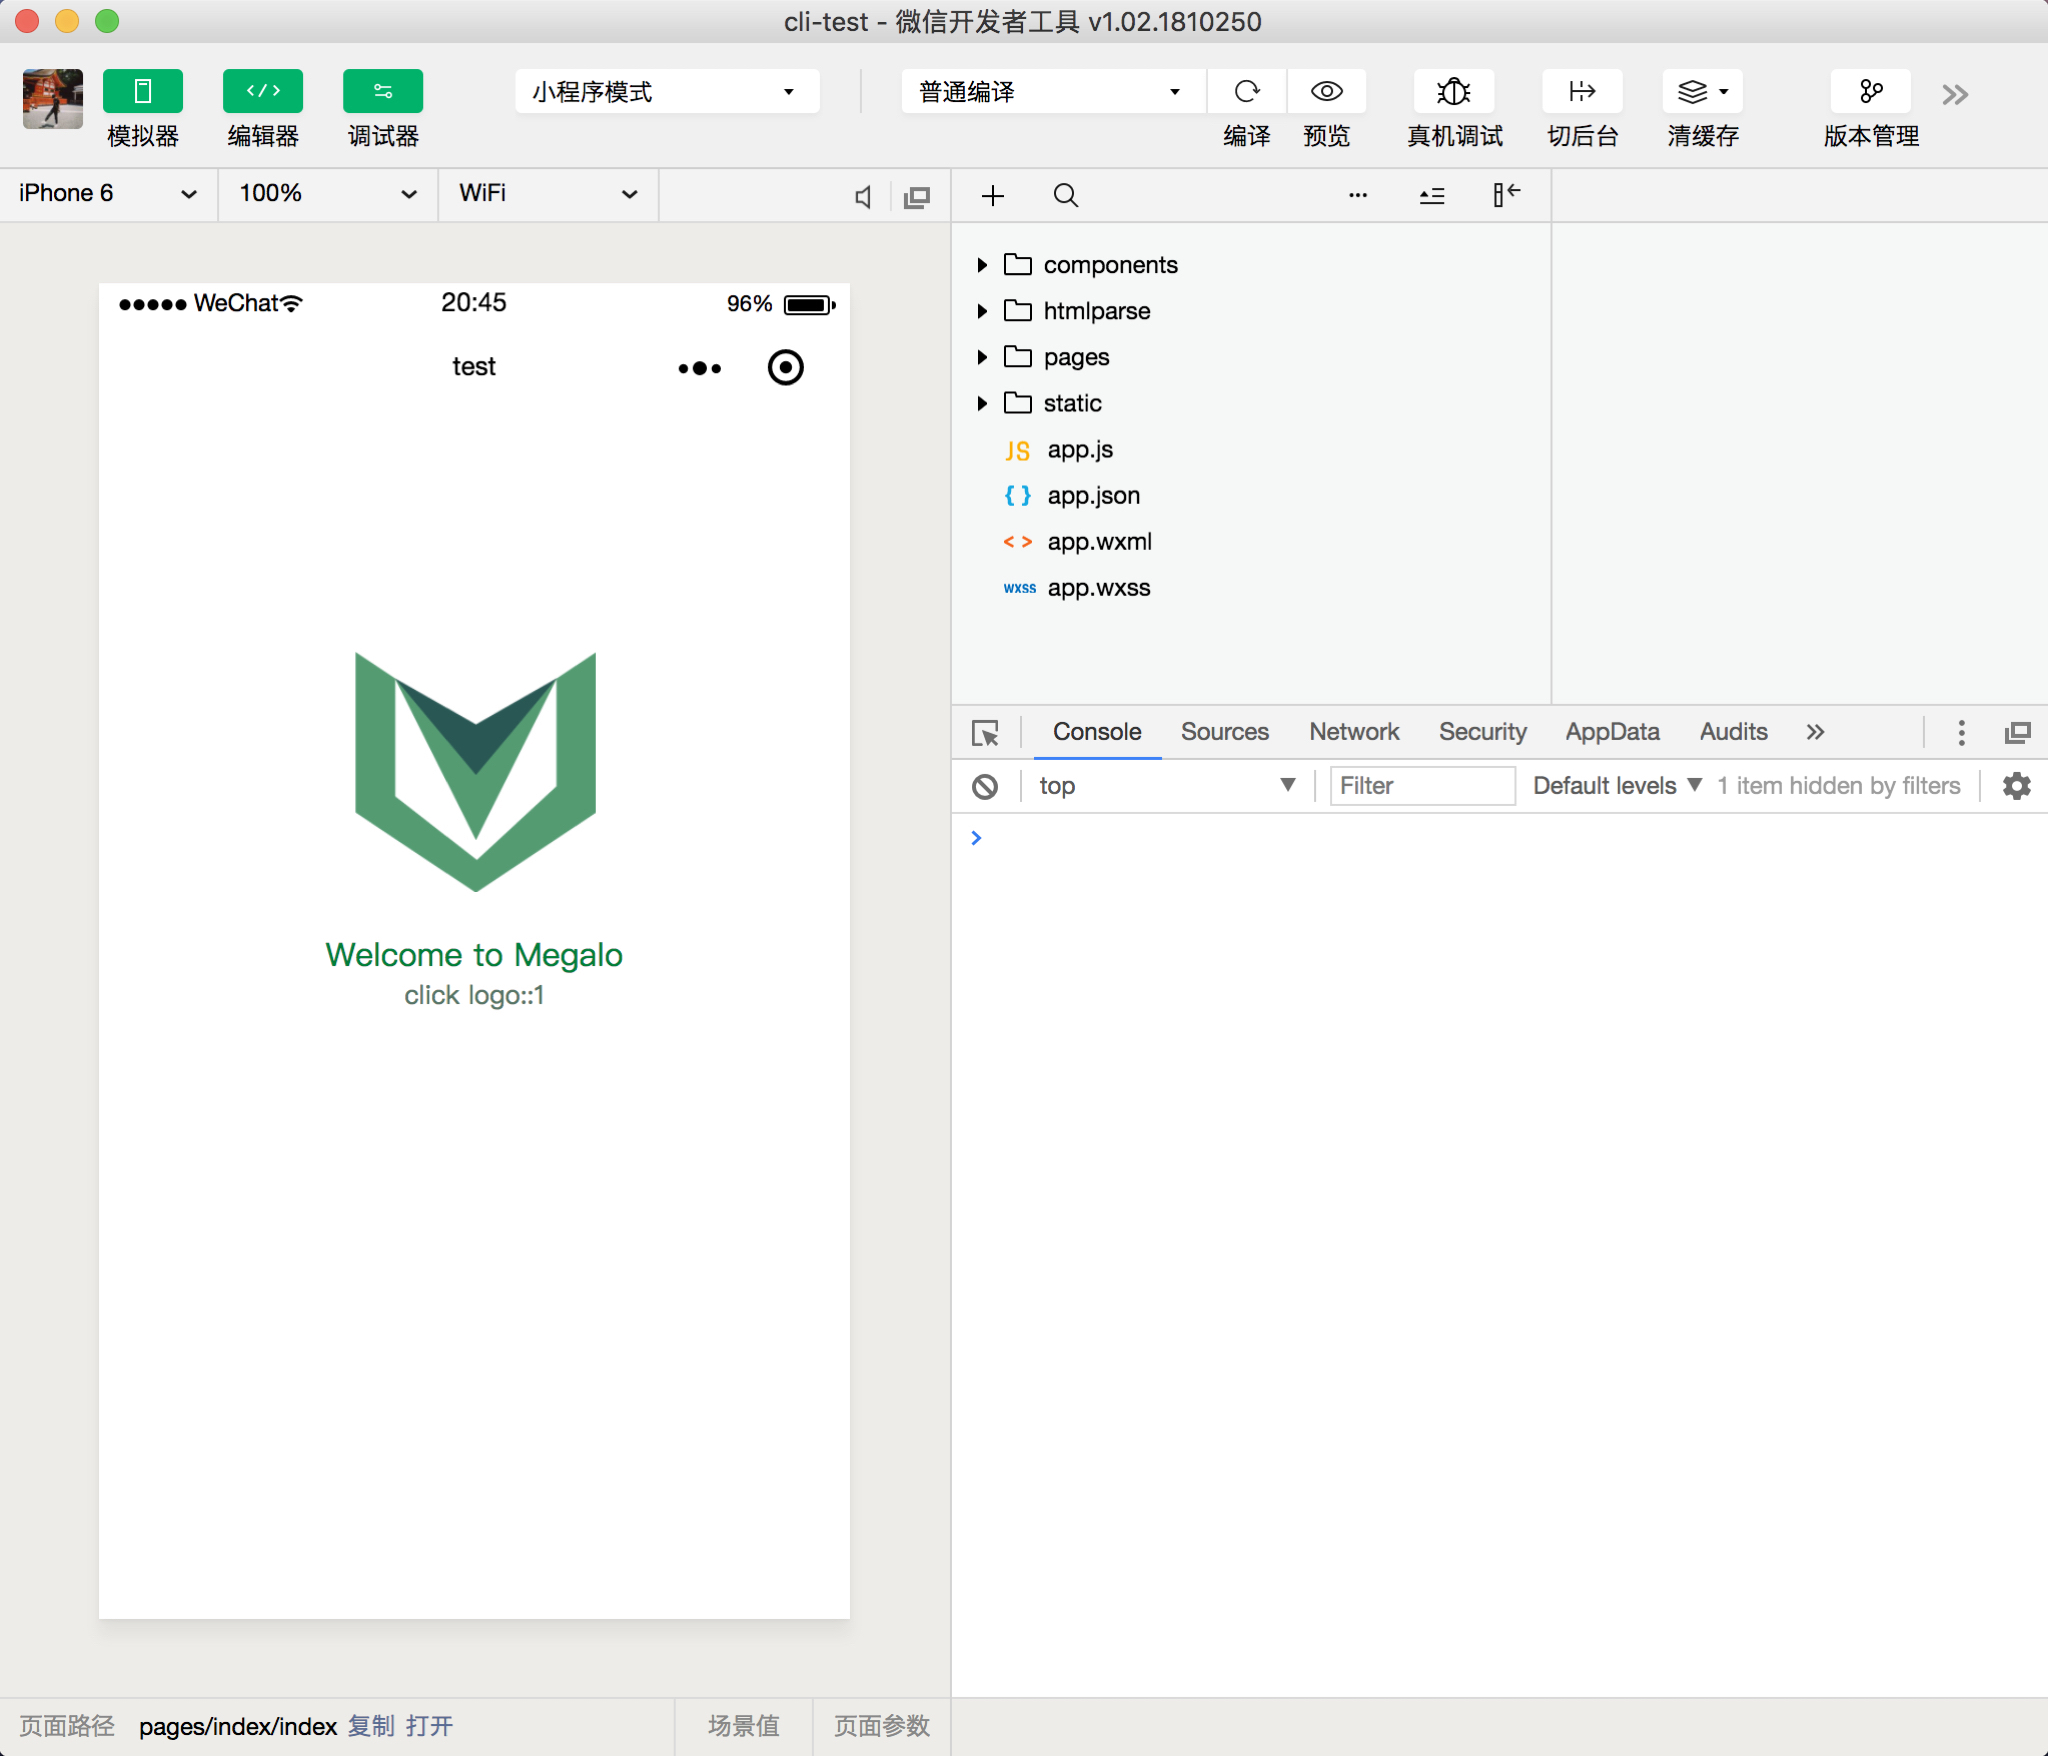 cli-test - 微信开发者工具 v1.02.1810250
模拟器 编辑器 调试器 小程序模式 普通编译 编译 预览 真机调试 切后台 清缓存 版本管理
iPhone 6 100% WiFi
WeChat 20:45 96%
test
Welcome to Megalo
click logo::1
components
htmlparse
pages
static
JS app.js
{ } app.json
< > app.wxml
wxss app.wxss
Console Sources Network Security AppData Audits
top Filter Default levels 1 item hidden by filters
页面路径 pages/index/index 复制 打开 场景值 页面参数